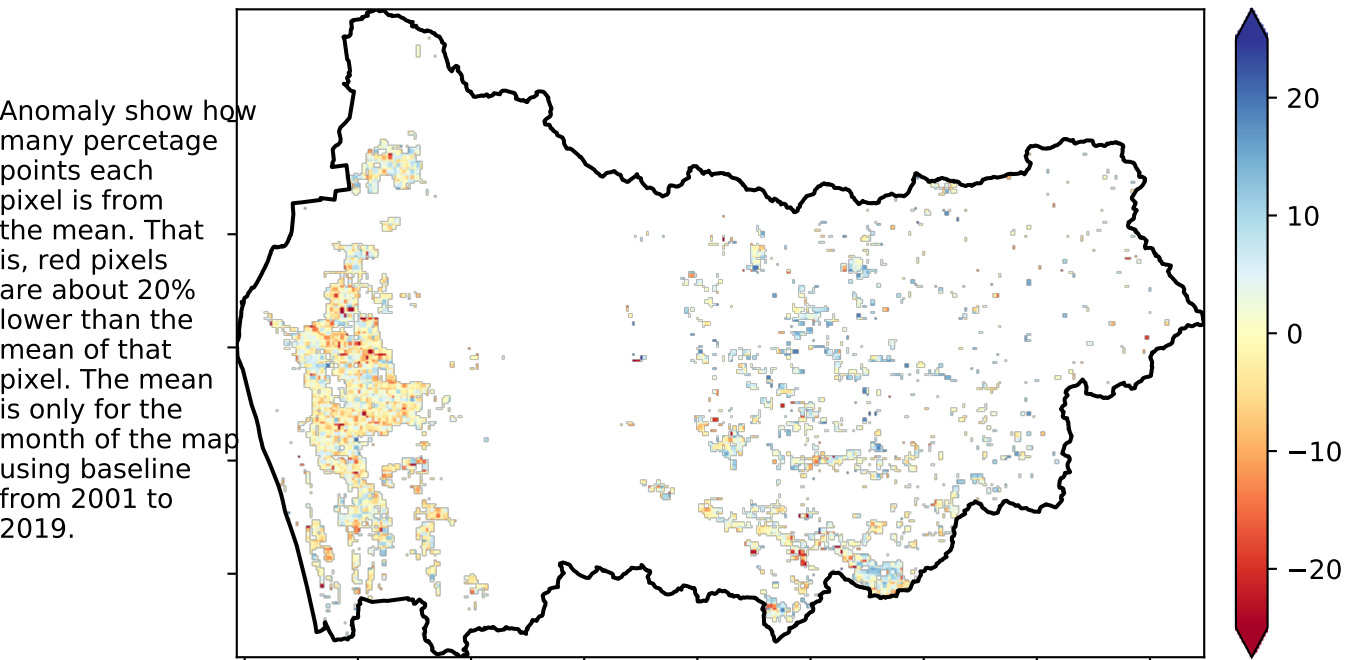 Anomaly show how
many percetage
points each
pixel is from
the mean. That
is, red pixels
are about 20%
lower than the
mean of that
pixel. The mean
is only for the
month of the map
using baseline
from 2001 to
2019.
20
10
0
−10
−20